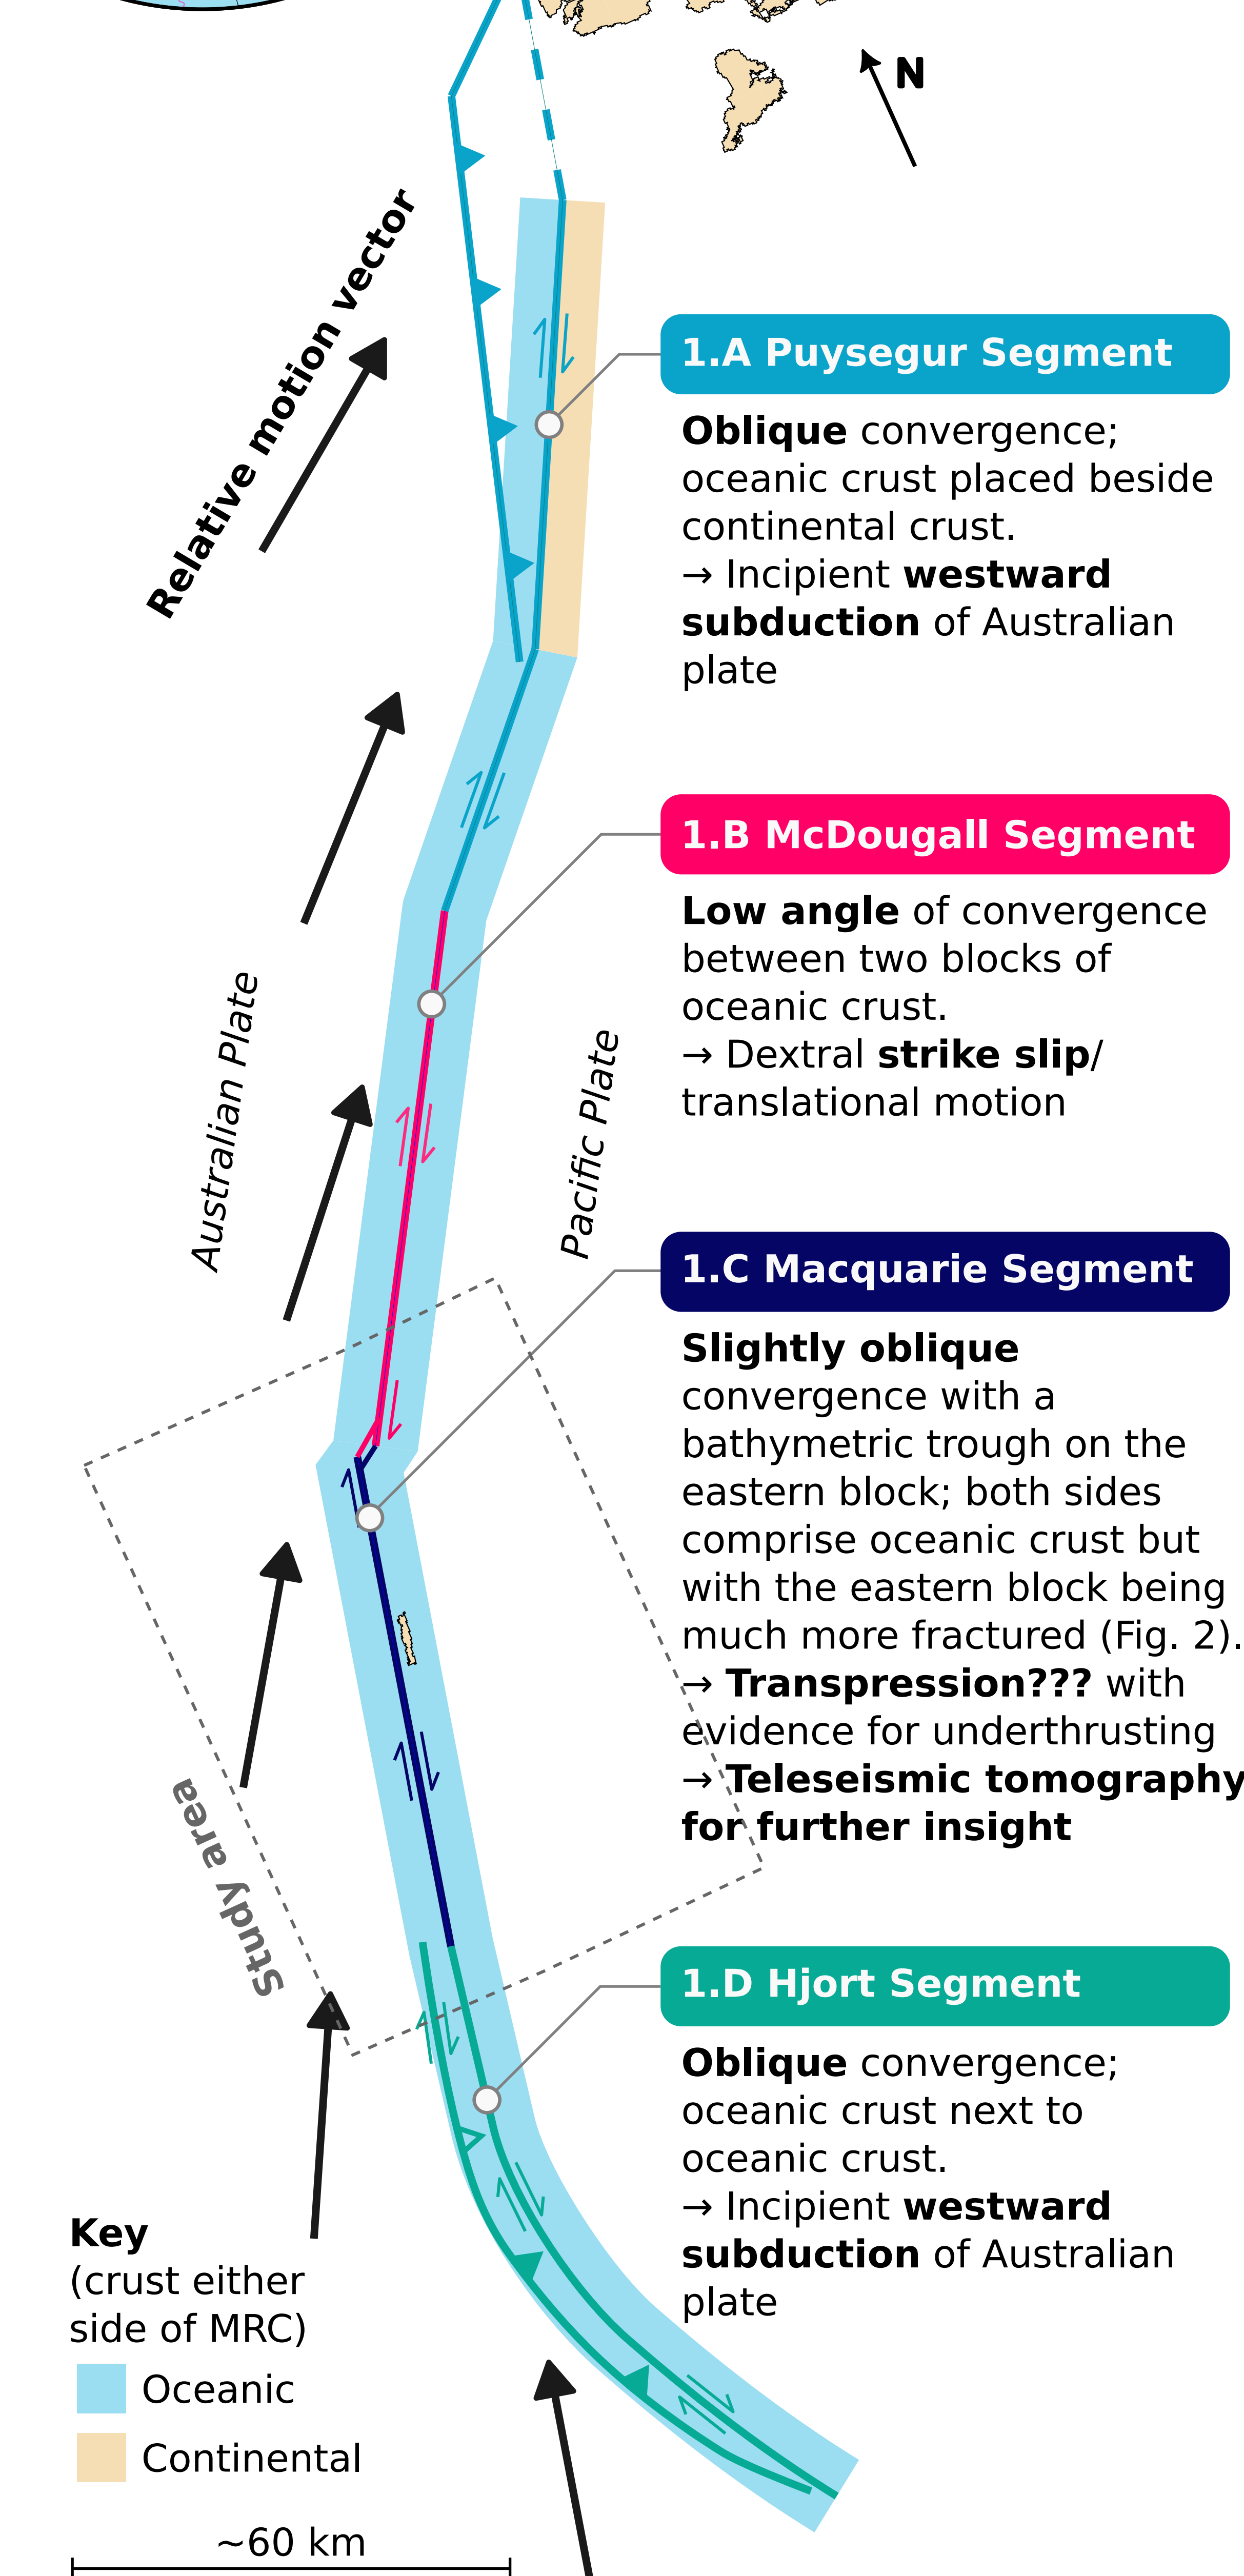 N
Relative motion vector
1.A Puysegur Segment
Oblique convergence;
oceanic crust placed beside
continental crust.
→ Incipient westward
subduction of Australian
plate
1.B McDougall Segment
Low angle of convergence
between two blocks of
oceanic crust.
→ Dextral strike slip/
translational motion
Australian Plate
Pacific Plate
1.C Macquarie Segment
Slightly oblique
convergence with a
bathymetric trough on the
eastern block; both sides
comprise oceanic crust but
with the eastern block being
much more fractured (Fig. 2).
→ Transpression??? with
evidence for underthrusting
→ Teleseismic tomography
for further insight
Study area
1.D Hjort Segment
Oblique convergence;
oceanic crust next to
oceanic crust.
→ Incipient westward
subduction of Australian
plate
Key
(crust either
side of MRC)
Oceanic
Continental
~60 km